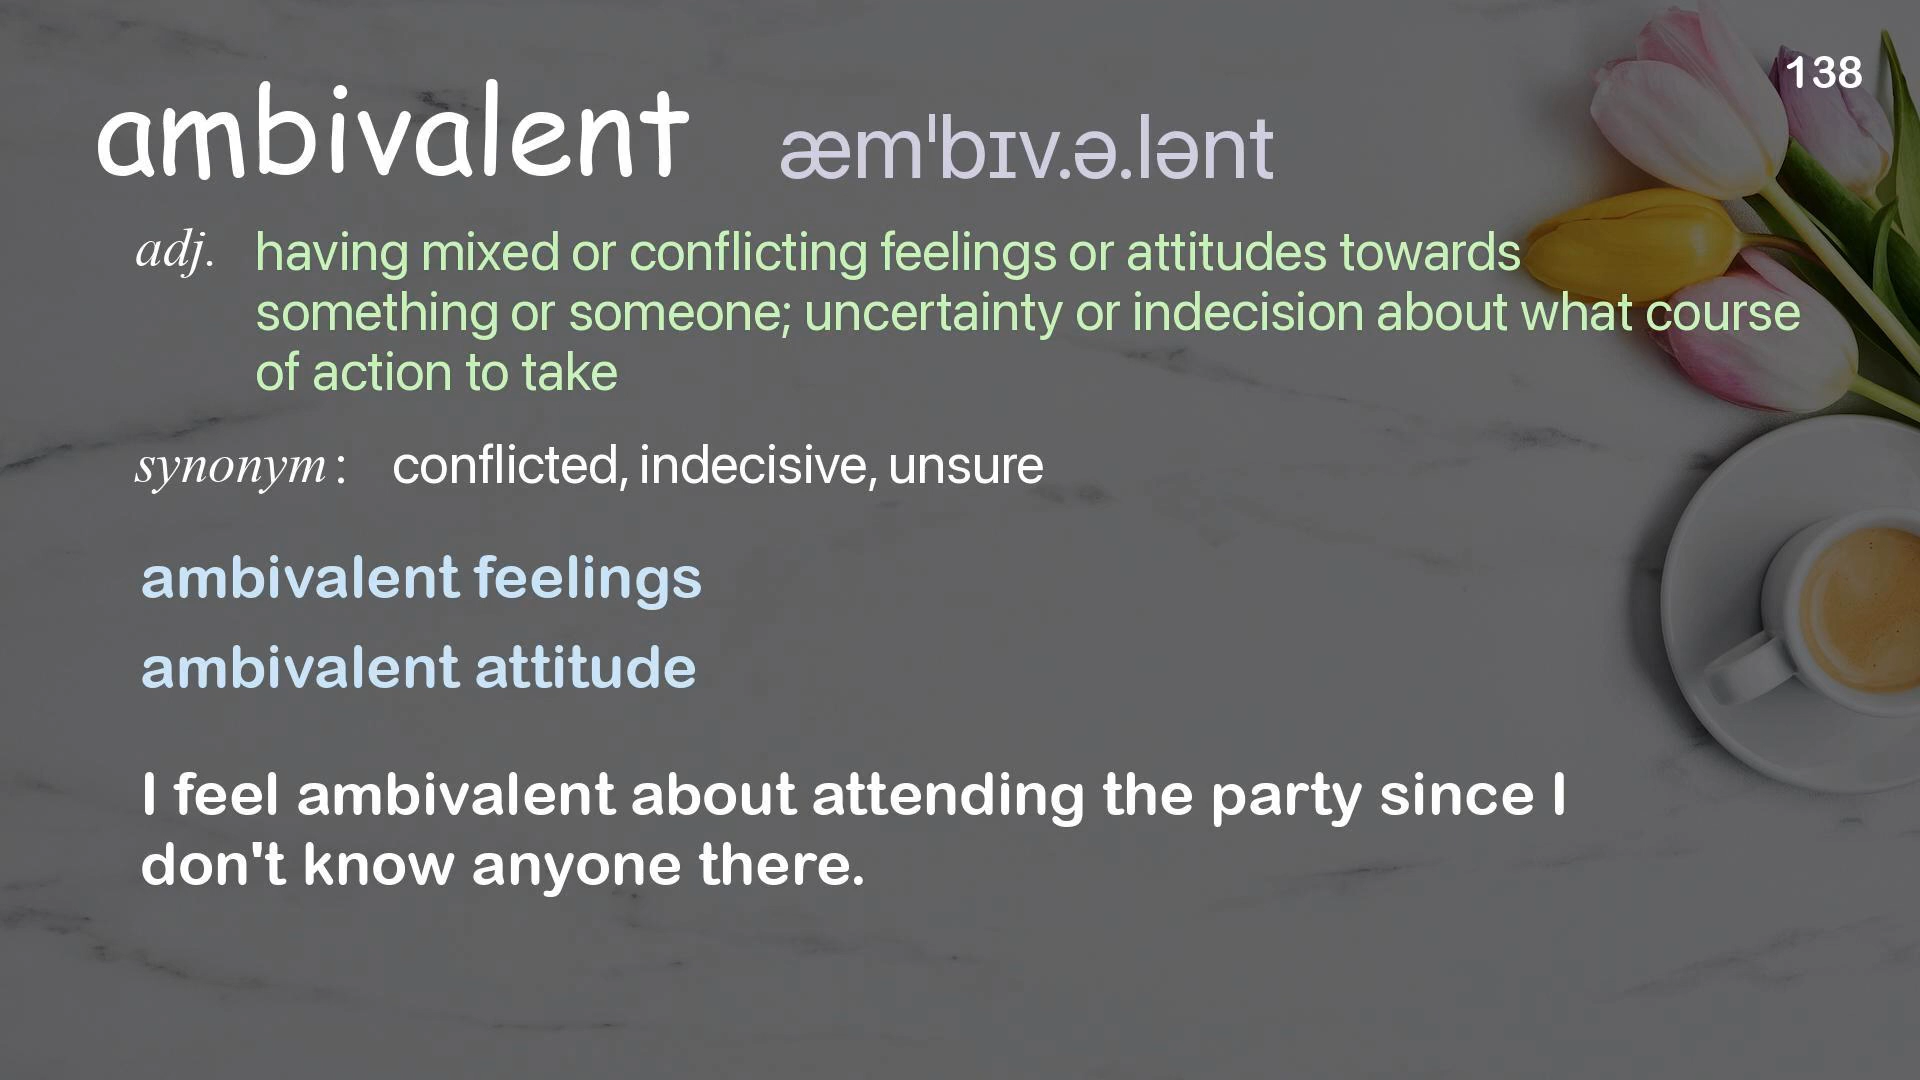 138
ambivalent æmˈbɪv.ə.lənt
adj. having mixed or conflicting feelings or attitudes towards
something or someone; uncertainty or indecision about what course
of action to take
synonym : conflicted, indecisive, unsure
ambivalent feelings
ambivalent attitude
I feel ambivalent about attending the party since I
don't know anyone there.